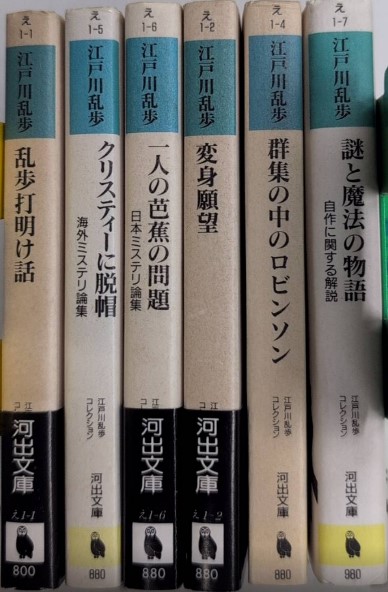 え
1-1
江戸川乱歩
乱歩打明け話
河出文庫
え1-1
800
え
1-5
江戸川乱歩
クリスティーに脱帽
海外ミステリ論集
江戸川乱歩
コレクション
河出文庫
880
え
1-6
江戸川乱歩
一人の芭蕉の問題
日本ミステリ論集
河出文庫
え1-6
880
え
1-2
江戸川乱歩
変身願望
河出文庫
え1-2
880
え
1-4
江戸川乱歩
群集の中のロビンソン
江戸川乱歩
コレクション
河出文庫
880
え
1-7
江戸川乱歩
謎と魔法の物語
自作に関する解説
江戸川乱歩
コレクション
河出文庫
980